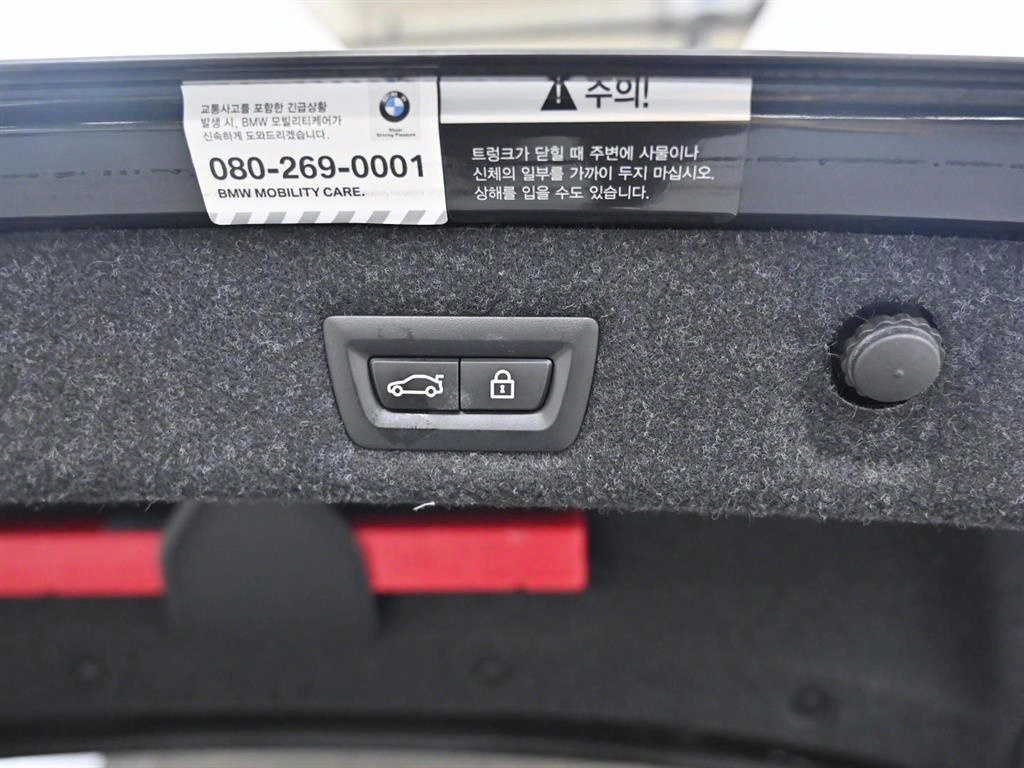 교통사고를 포함한 긴급상황
발생 시, BMW 모빌리티케어가
신속하게 도와드리겠습니다.
Sheer
Driving Pleasure
080-269-0001
BMW MOBILITY CARE.
주의!
트렁크가 닫힐 때 주변에 사물이나
신체의 일부를 가까이 두지 마십시오.
상해를 입을 수도 있습니다.